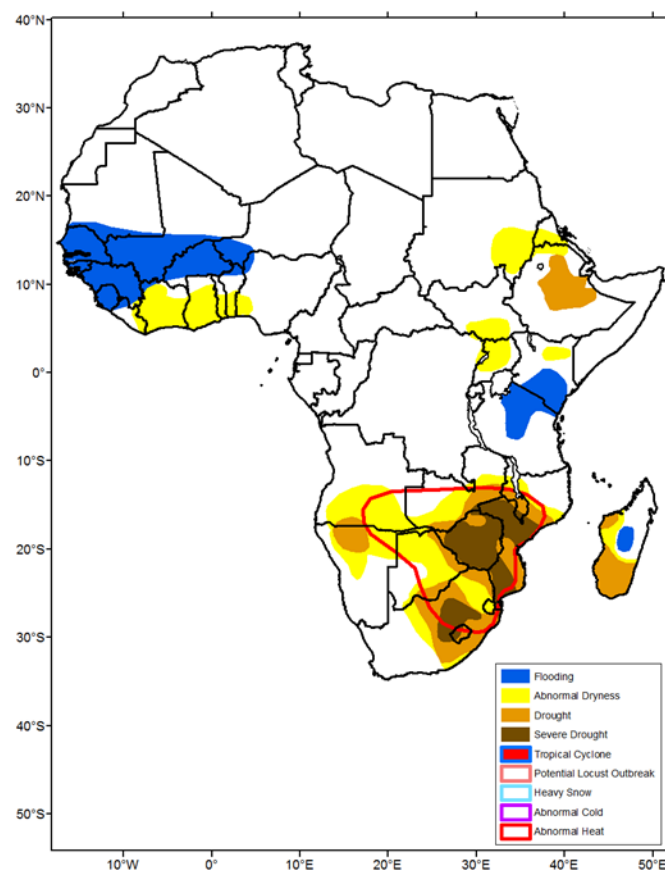 40°N
30°N
20°N
10°N
0°
10°S
20°S
30°S
40°S
50°S
10°W 0° 10°E 20°E 30°E 40°E 50°E
Flooding
Abnormal Dryness
Drought
Severe Drought
Tropical Cyclone
Potential Locust Outbreak
Heavy Snow
Abnormal Cold
Abnormal Heat